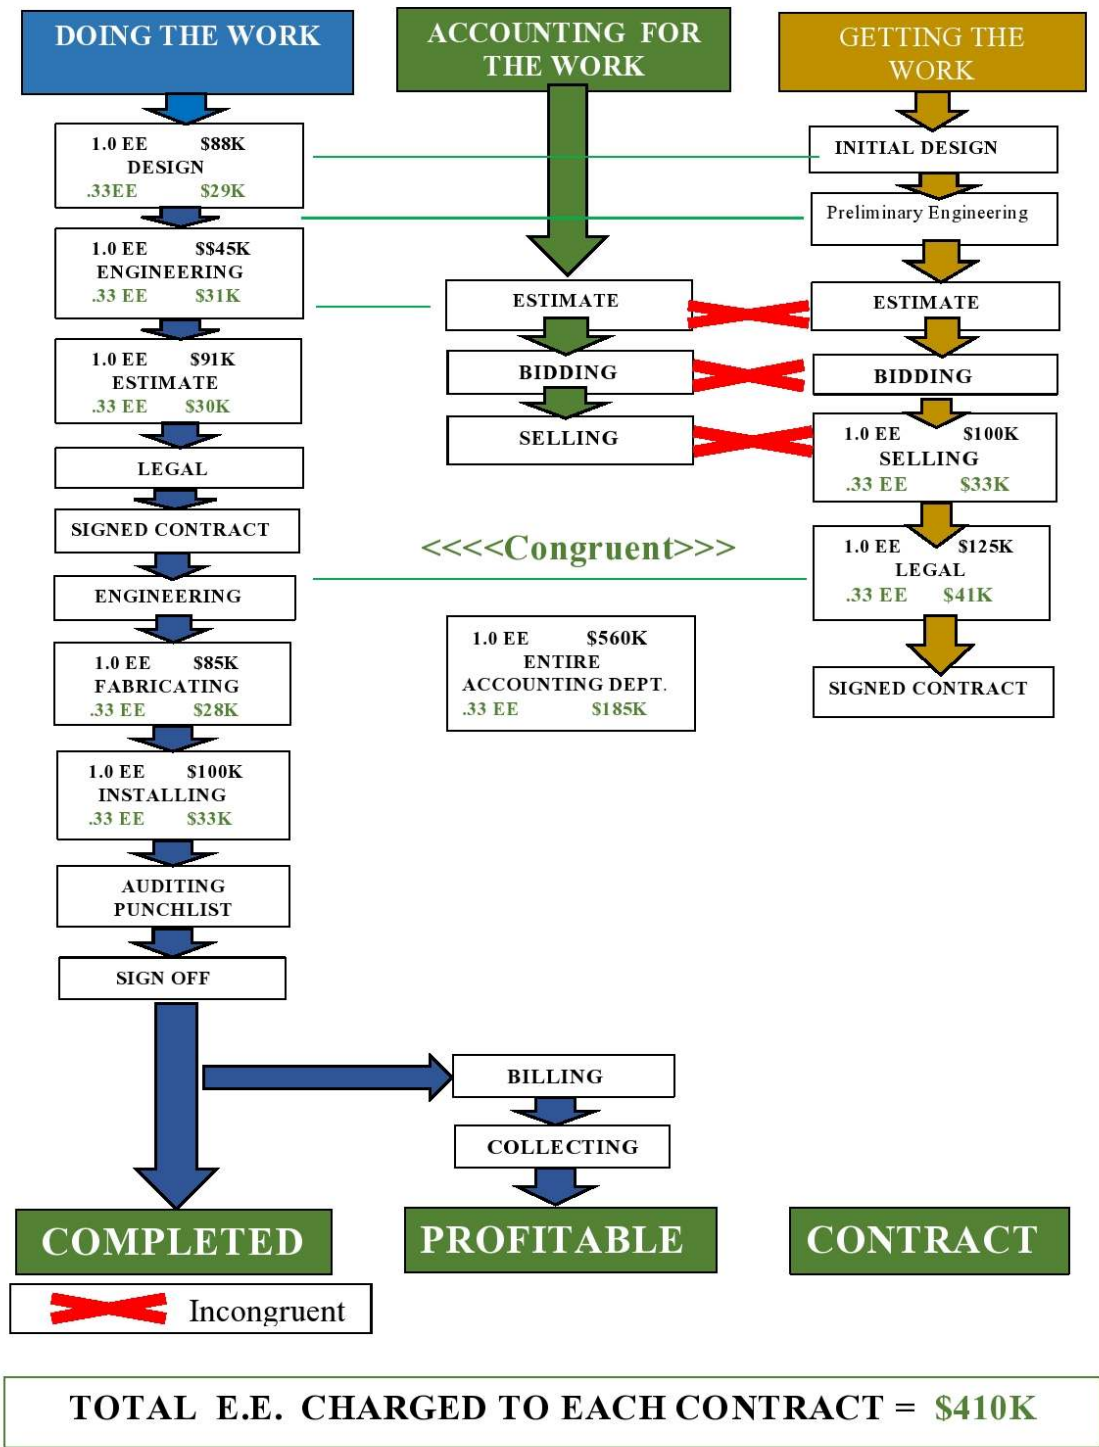 DOING THE WORK
1.0 EE $88K
DESIGN
.33EE $29K
1.0 EE $$45K
ENGINEERING
.33 EE $31K
1.0 EE $91K
ESTIMATE
.33 EE $30K
LEGAL
SIGNED CONTRACT
ENGINEERING
1.0 EE $85K
FABRICATING
.33 EE $28K
1.0 EE $100K
INSTALLING
.33 EE $33K
AUDITING
PUNCHLIST
SIGN OFF
COMPLETED
ACCOUNTING FOR
THE WORK
ESTIMATE
BIDDING
SELLING
<<<<Congruent>>>
1.0 EE $560K
ENTIRE
ACCOUNTING DEPT.
.33 EE $185K
BILLING
COLLECTING
PROFITABLE
GETTING THE
WORK
INITIAL DESIGN
Preliminary Engineering
ESTIMATE
BIDDING
1.0 EE $100K
SELLING
.33 EE $33K
1.0 EE $125K
LEGAL
.33 EE $41K
SIGNED CONTRACT
CONTRACT
Incongruent
TOTAL E.E. CHARGED TO EACH CONTRACT = $410K